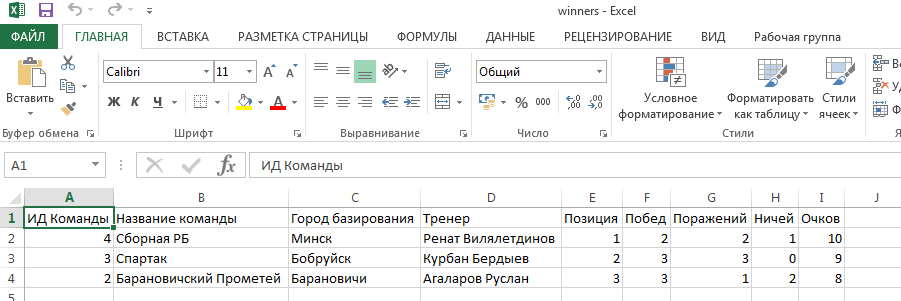 winners - Excel
ФАЙЛ ГЛАВНАЯ ВСТАВКА РАЗМЕТКА СТРАНИЦЫ ФОРМУЛЫ ДАННЫЕ РЕЦЕНЗИРОВАНИЕ ВИД Рабочая группа
Вставить
Буфер обмена
Calibri 11
Ж К Ч
Шрифт
Выравнивание
Общий
% 000
Число
Условное форматирование
Форматировать как таблицу
Стили ячеек
Стили
A1 fx ИД Команды
A B C D E F G H I J
1 ИД Команды Название команды Город базирования Тренер Позиция Побед Поражений Ничей Очков
2 4 Сборная РБ Минск Ренат Вилялетдинов 1 2 2 1 10
3 3 Спартак Бобруйск Курбан Бердыев 2 3 3 0 9
4 2 Барановичский Прометей Барановичи Агаларов Руслан 3 3 1 2 8